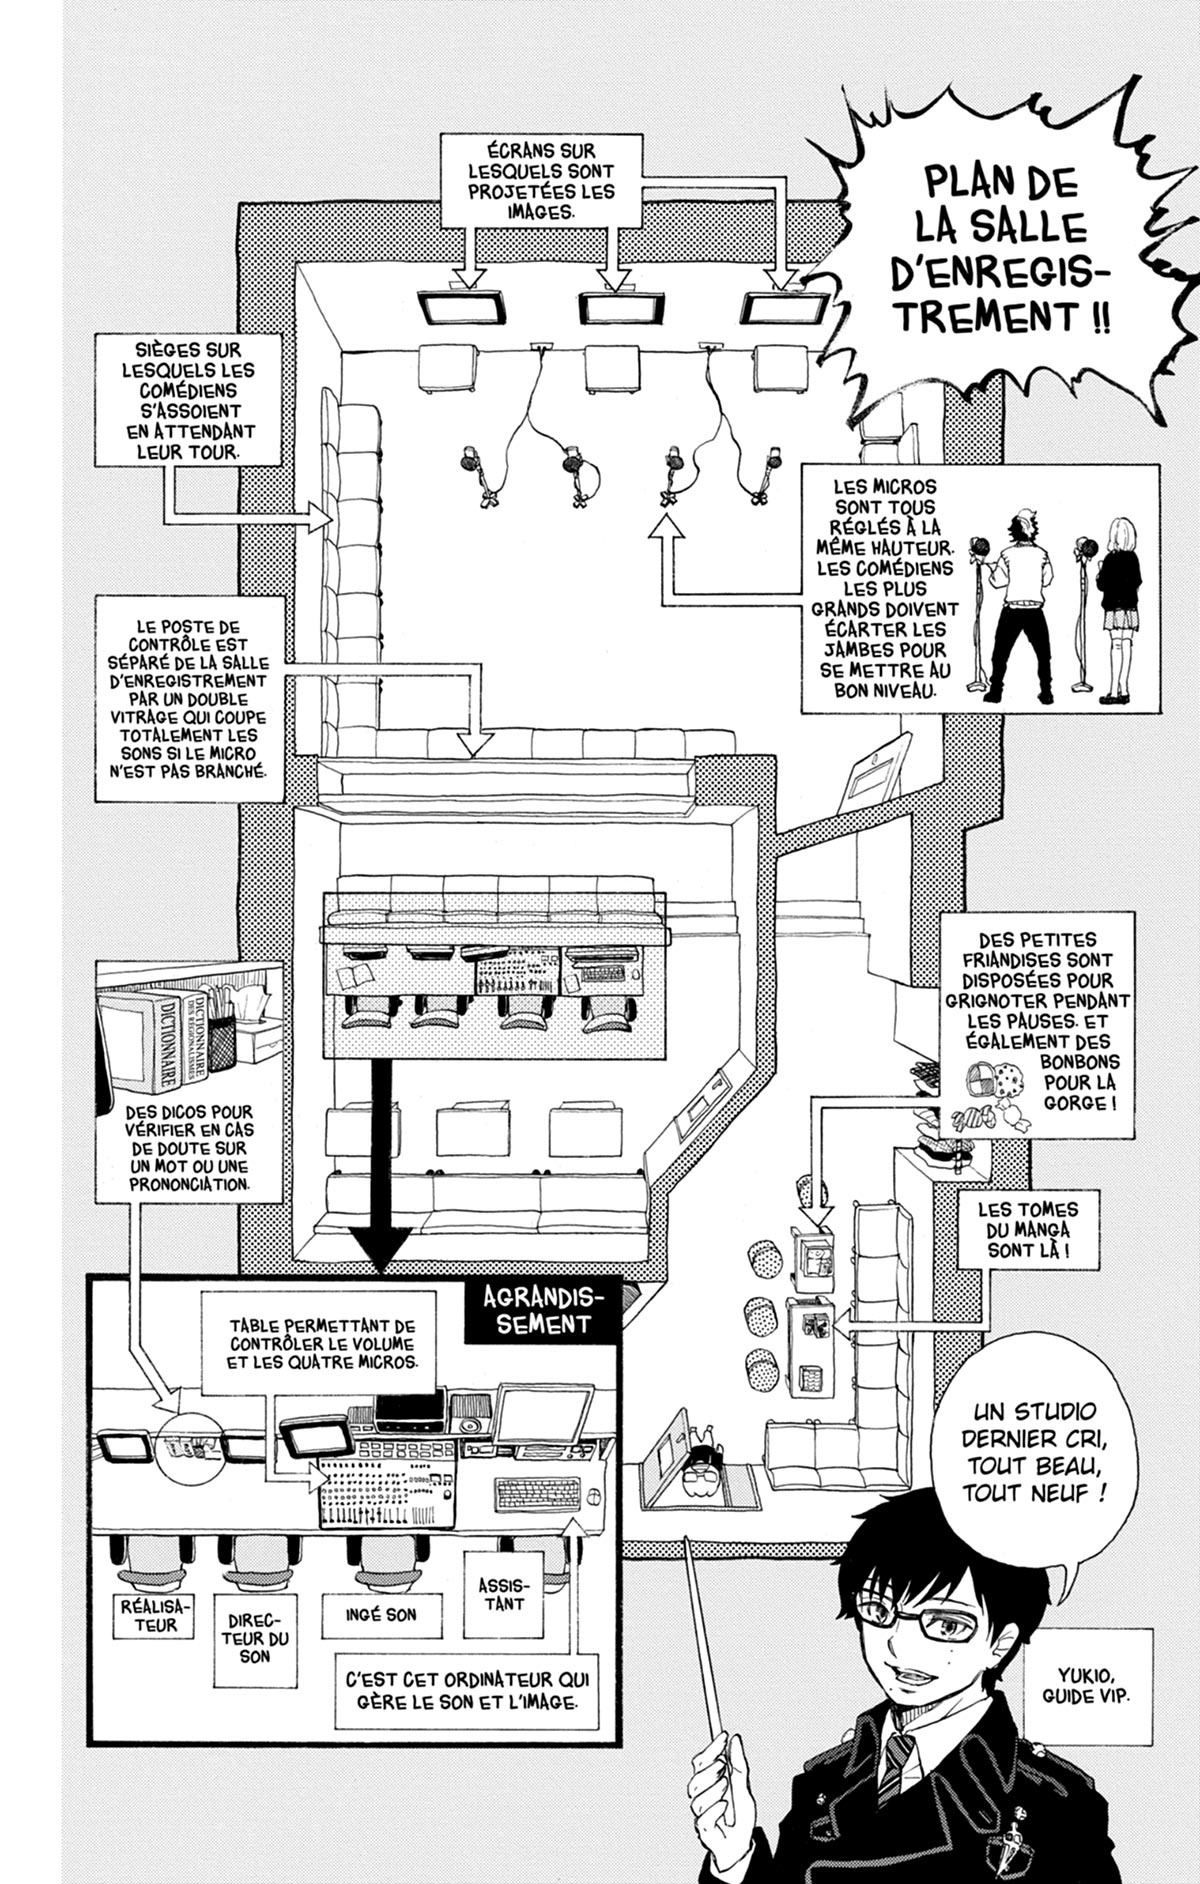 PLAN DE
LA SALLE
D'ENREGIS-
TREMENT !!
ÉCRANS SUR
LESQUELS SONT
PROJETÉES LES
IMAGES.
SIÈGES SUR
LESQUELS LES
COMÉDIENS
S'ASSOIENT
EN ATTENDANT
LEUR TOUR.
LES MICROS
SONT TOUS
RÉGLÉS À LA
MÊME HAUTEUR.
LES COMÉDIENS
LES PLUS
GRANDS DOIVENT
ÉCARTER LES
JAMBES POUR
SE METTRE AU
BON NIVEAU.
LE POSTE DE
CONTRÔLE EST
SÉPARÉ DE LA SALLE
D'ENREGISTREMENT
PAR UN DOUBLE
VITRAGE QUI COUPE
TOTALEMENT LES
SONS SI LE MICRO
N'EST PAS BRANCHÉ.
DES PETITES
FRIANDISES SONT
DISPOSÉES POUR
GRIGNOTER PENDANT
LES PAUSES. ET
ÉGALEMENT DES
BONBONS
POUR LA
GORGE !
DICTIONNAIRE
DICTIONNAIRE
DES RÉGIONALISMES
DES DICOS POUR
VÉRIFIER EN CAS
DE DOUTE SUR
UN MOT OU UNE
PRONONCIATION.
LES TOMES
DU MANGA
SONT LÀ !
AGRANDIS-
SEMENT
TABLE PERMETTANT DE
CONTRÔLER LE VOLUME
ET LES QUATRE MICROS.
RÉALISA-
TEUR
DIREC-
TEUR DU
SON
INGÉ SON
ASSIS-
TANT
C'EST CET ORDINATEUR QUI
GÈRE LE SON ET L'IMAGE.
UN STUDIO
DERNIER CRI,
TOUT BEAU,
TOUT NEUF !
YUKIO,
GUIDE VIP.